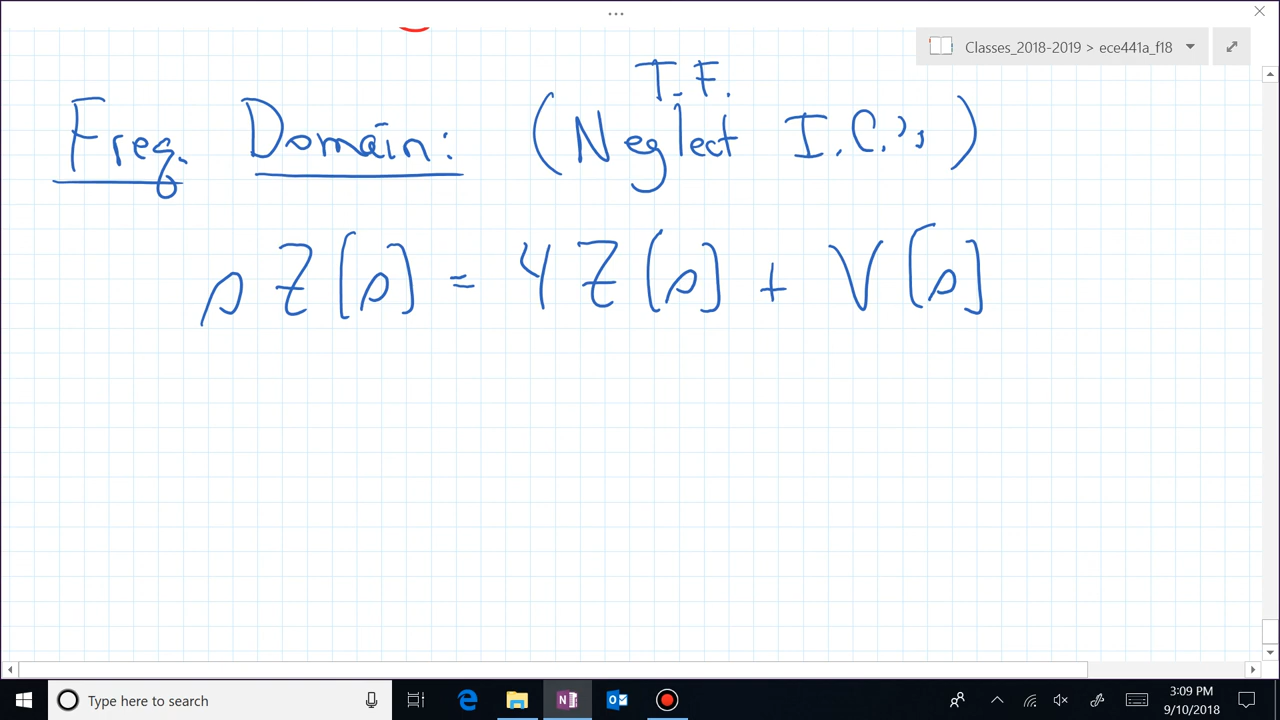 ...
Classes_2018-2019 > ece441a_f18
T.F.
Freq. Domain: (Neglect I.C.'s)
s Z(s) = 4 Z(s) + V(s)
Type here to search
N
3:09 PM
9/10/2018